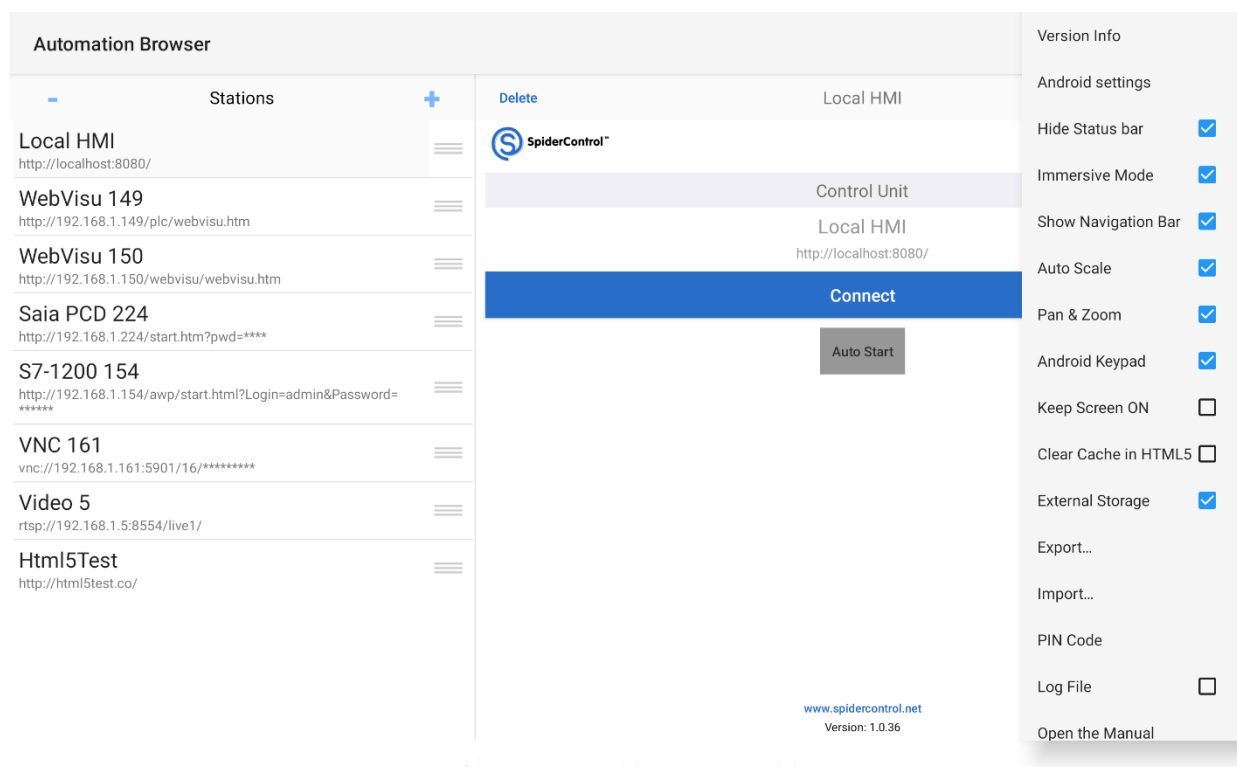 Automation Browser
- Stations +
Local HMI
http://localhost:8080/
WebVisu 149
http://192.168.1.149/plc/webvisu.htm
WebVisu 150
http://192.168.1.150/webvisu/webvisu.htm
Saia PCD 224
http://192.168.1.224/start.htm?pwd=****
S7-1200 154
http://192.168.1.154/awp/start.html?Login=admin&Password=
******
VNC 161
vnc://192.168.1.161:5901/16/*********
Video 5
rtsp://192.168.1.5:8554/live1/
Html5Test
http://html5test.co/
Delete Local HMI
SpiderControl™
Control Unit
Local HMI
http://localhost:8080/
Connect
Auto Start
www.spidercontrol.net
Version: 1.0.36
Version Info
Android settings
Hide Status bar
Immersive Mode
Show Navigation Bar
Auto Scale
Pan & Zoom
Android Keypad
Keep Screen ON
Clear Cache in HTML5
External Storage
Export...
Import...
PIN Code
Log File
Open the Manual